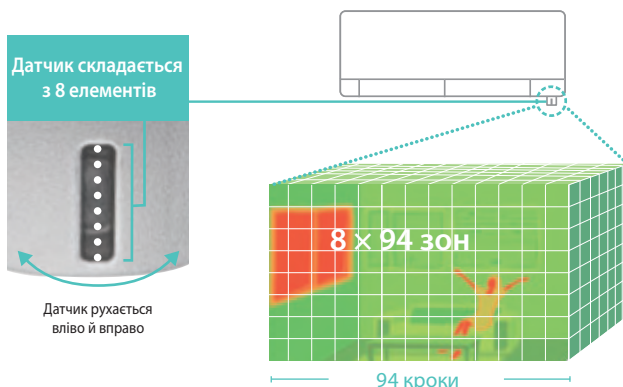 Датчик складається
з 8 елементів
8 × 94 зон
Датчик рухається
вліво й вправо
94 кроки